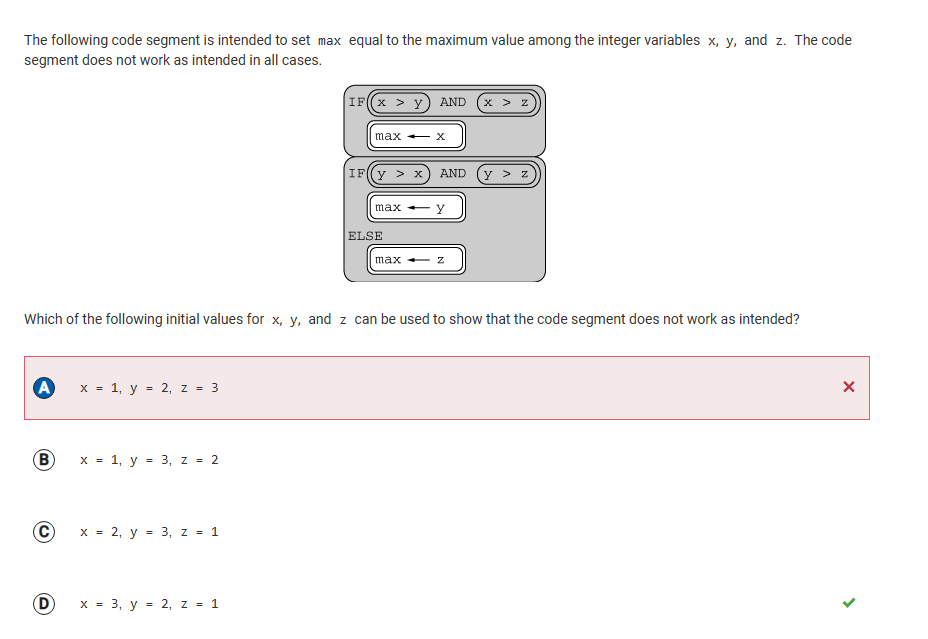 The following code segment is intended to set max equal to the maximum value among the integer variables x, y, and z. The code
segment does not work as intended in all cases.
IF x > y AND x > z
max ← x
IF y > x AND y > z
max ← y
ELSE
max ← z
Which of the following initial values for x, y, and z can be used to show that the code segment does not work as intended?
A x = 1, y = 2, z = 3
B x = 1, y = 3, z = 2
C x = 2, y = 3, z = 1
D x = 3, y = 2, z = 1